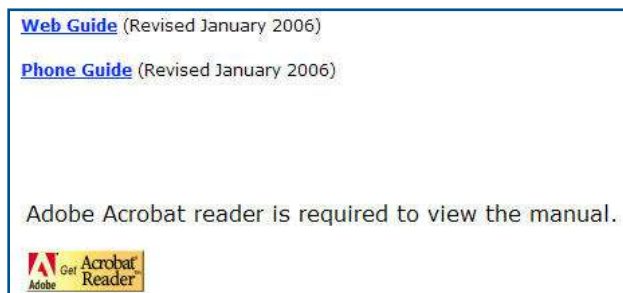 Web Guide (Revised January 2006)
Phone Guide (Revised January 2006)
Adobe Acrobat reader is required to view the manual.
Adobe Get Acrobat Reader